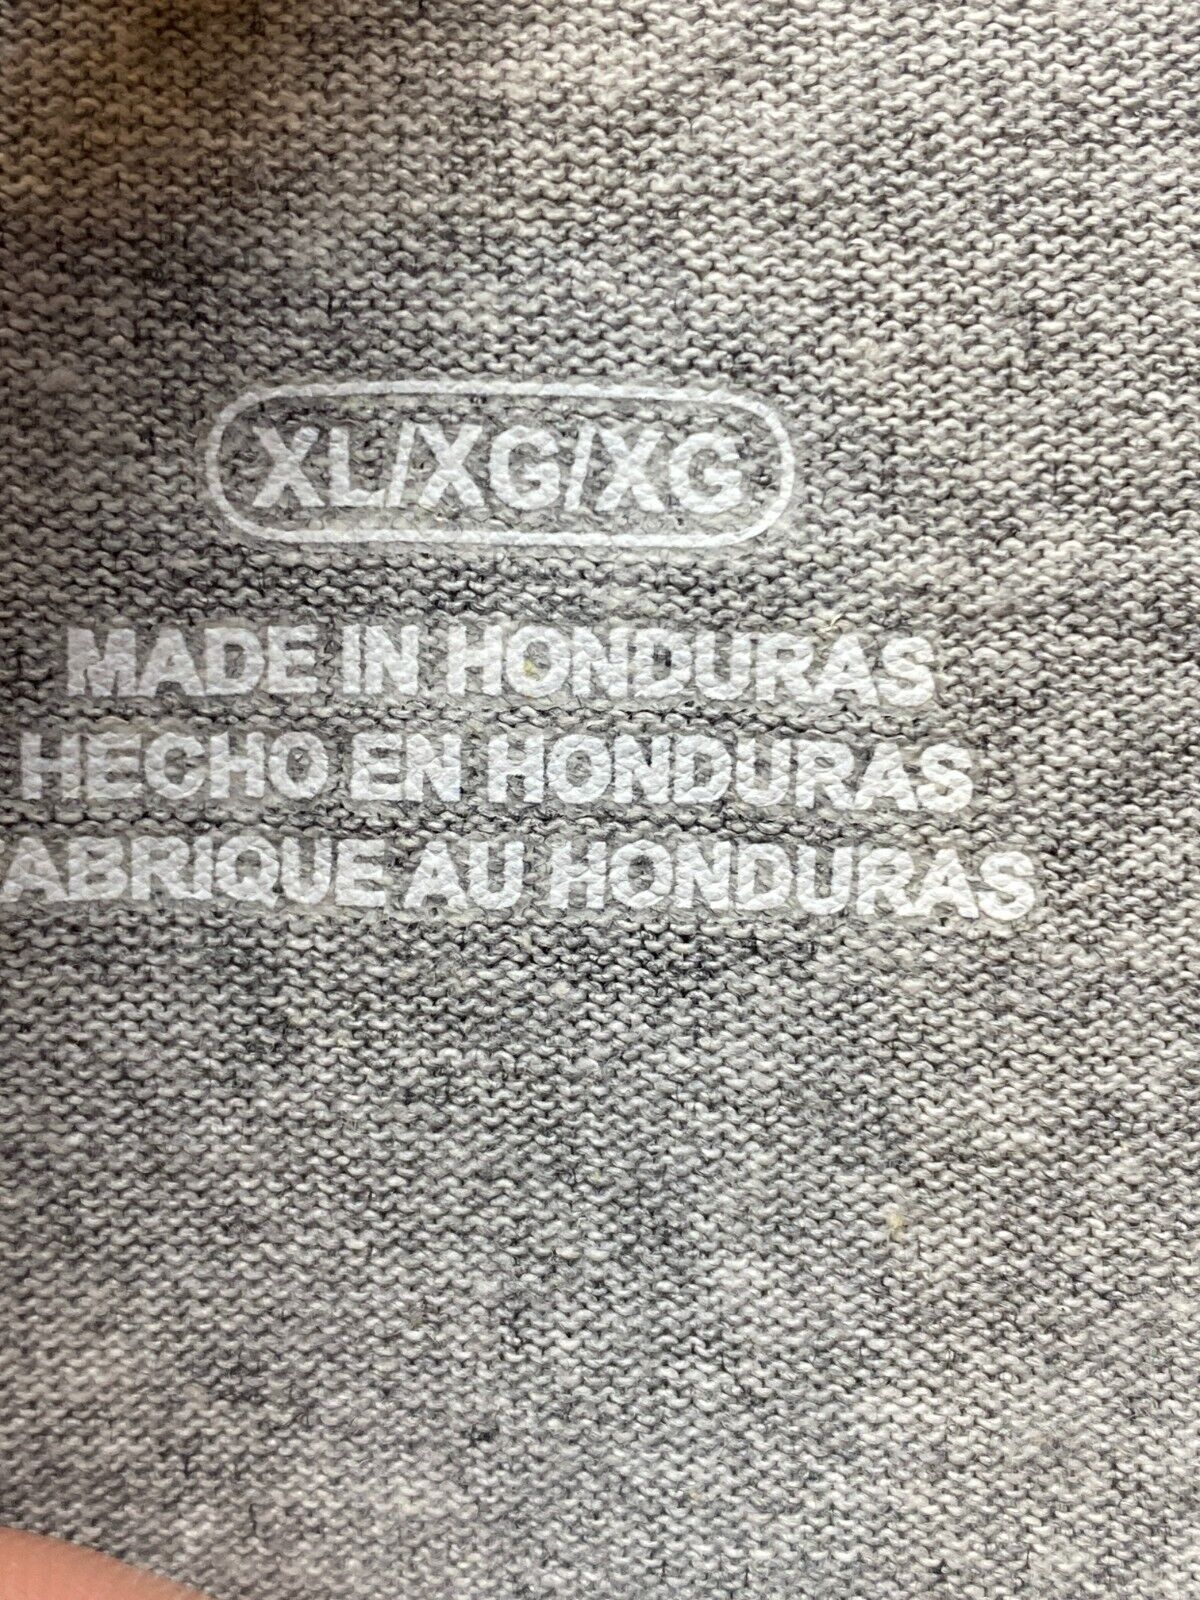 XL/XG/XG
MADE IN HONDURAS
HECHO EN HONDURAS
ABRIQUE AU HONDURAS